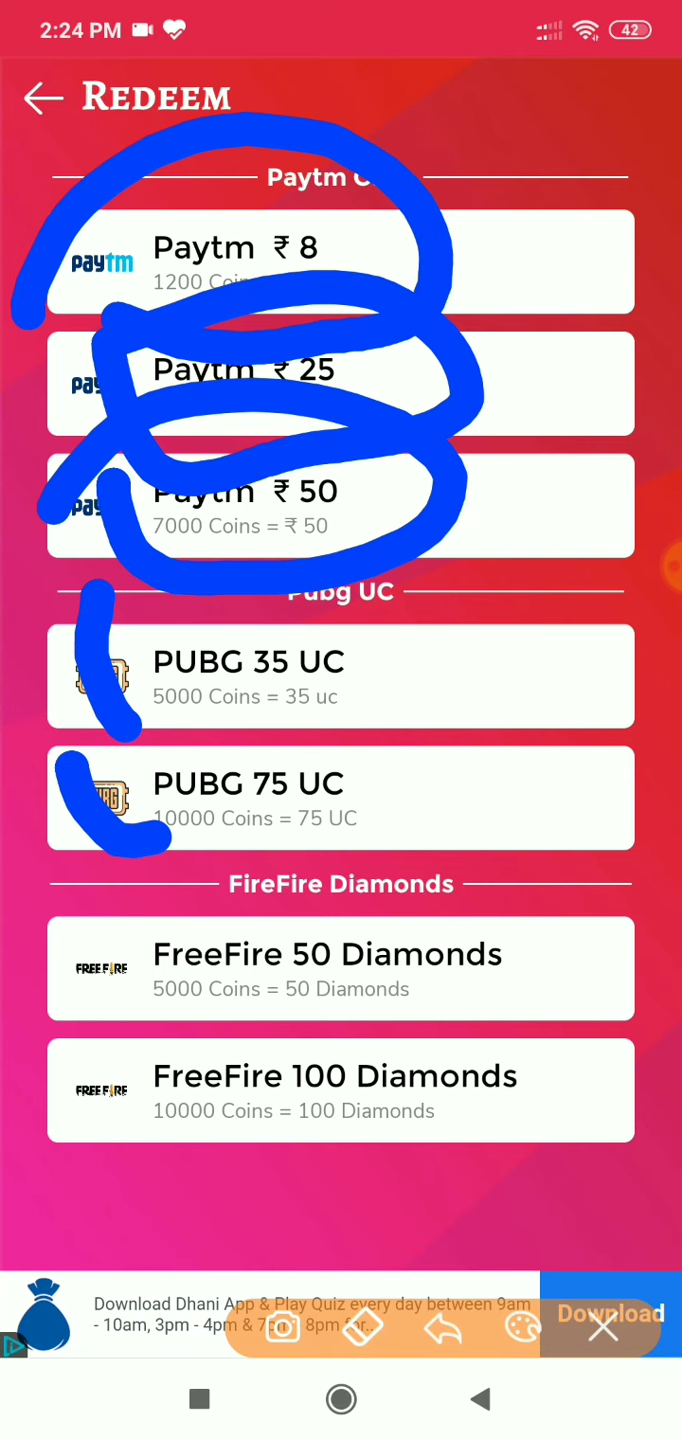 2:24 PM
42
REDEEM
Paytm
paytm
Paytm ₹ 8
1200
Paytm ₹ 25
Paytm ₹ 50
7000 Coins = ₹ 50
Pubg UC
PUBG 35 UC
5000 Coins = 35 uc
PUBG 75 UC
10000 Coins = 75 UC
FireFire Diamonds
FREE FIRE
FreeFire 50 Diamonds
5000 Coins = 50 Diamonds
FREE FIRE
FreeFire 100 Diamonds
10000 Coins = 100 Diamonds
Download Dhani App & Play Quiz every day between 9am
- 10am, 3pm - 4pm & 7pm - 8pm for..
Download